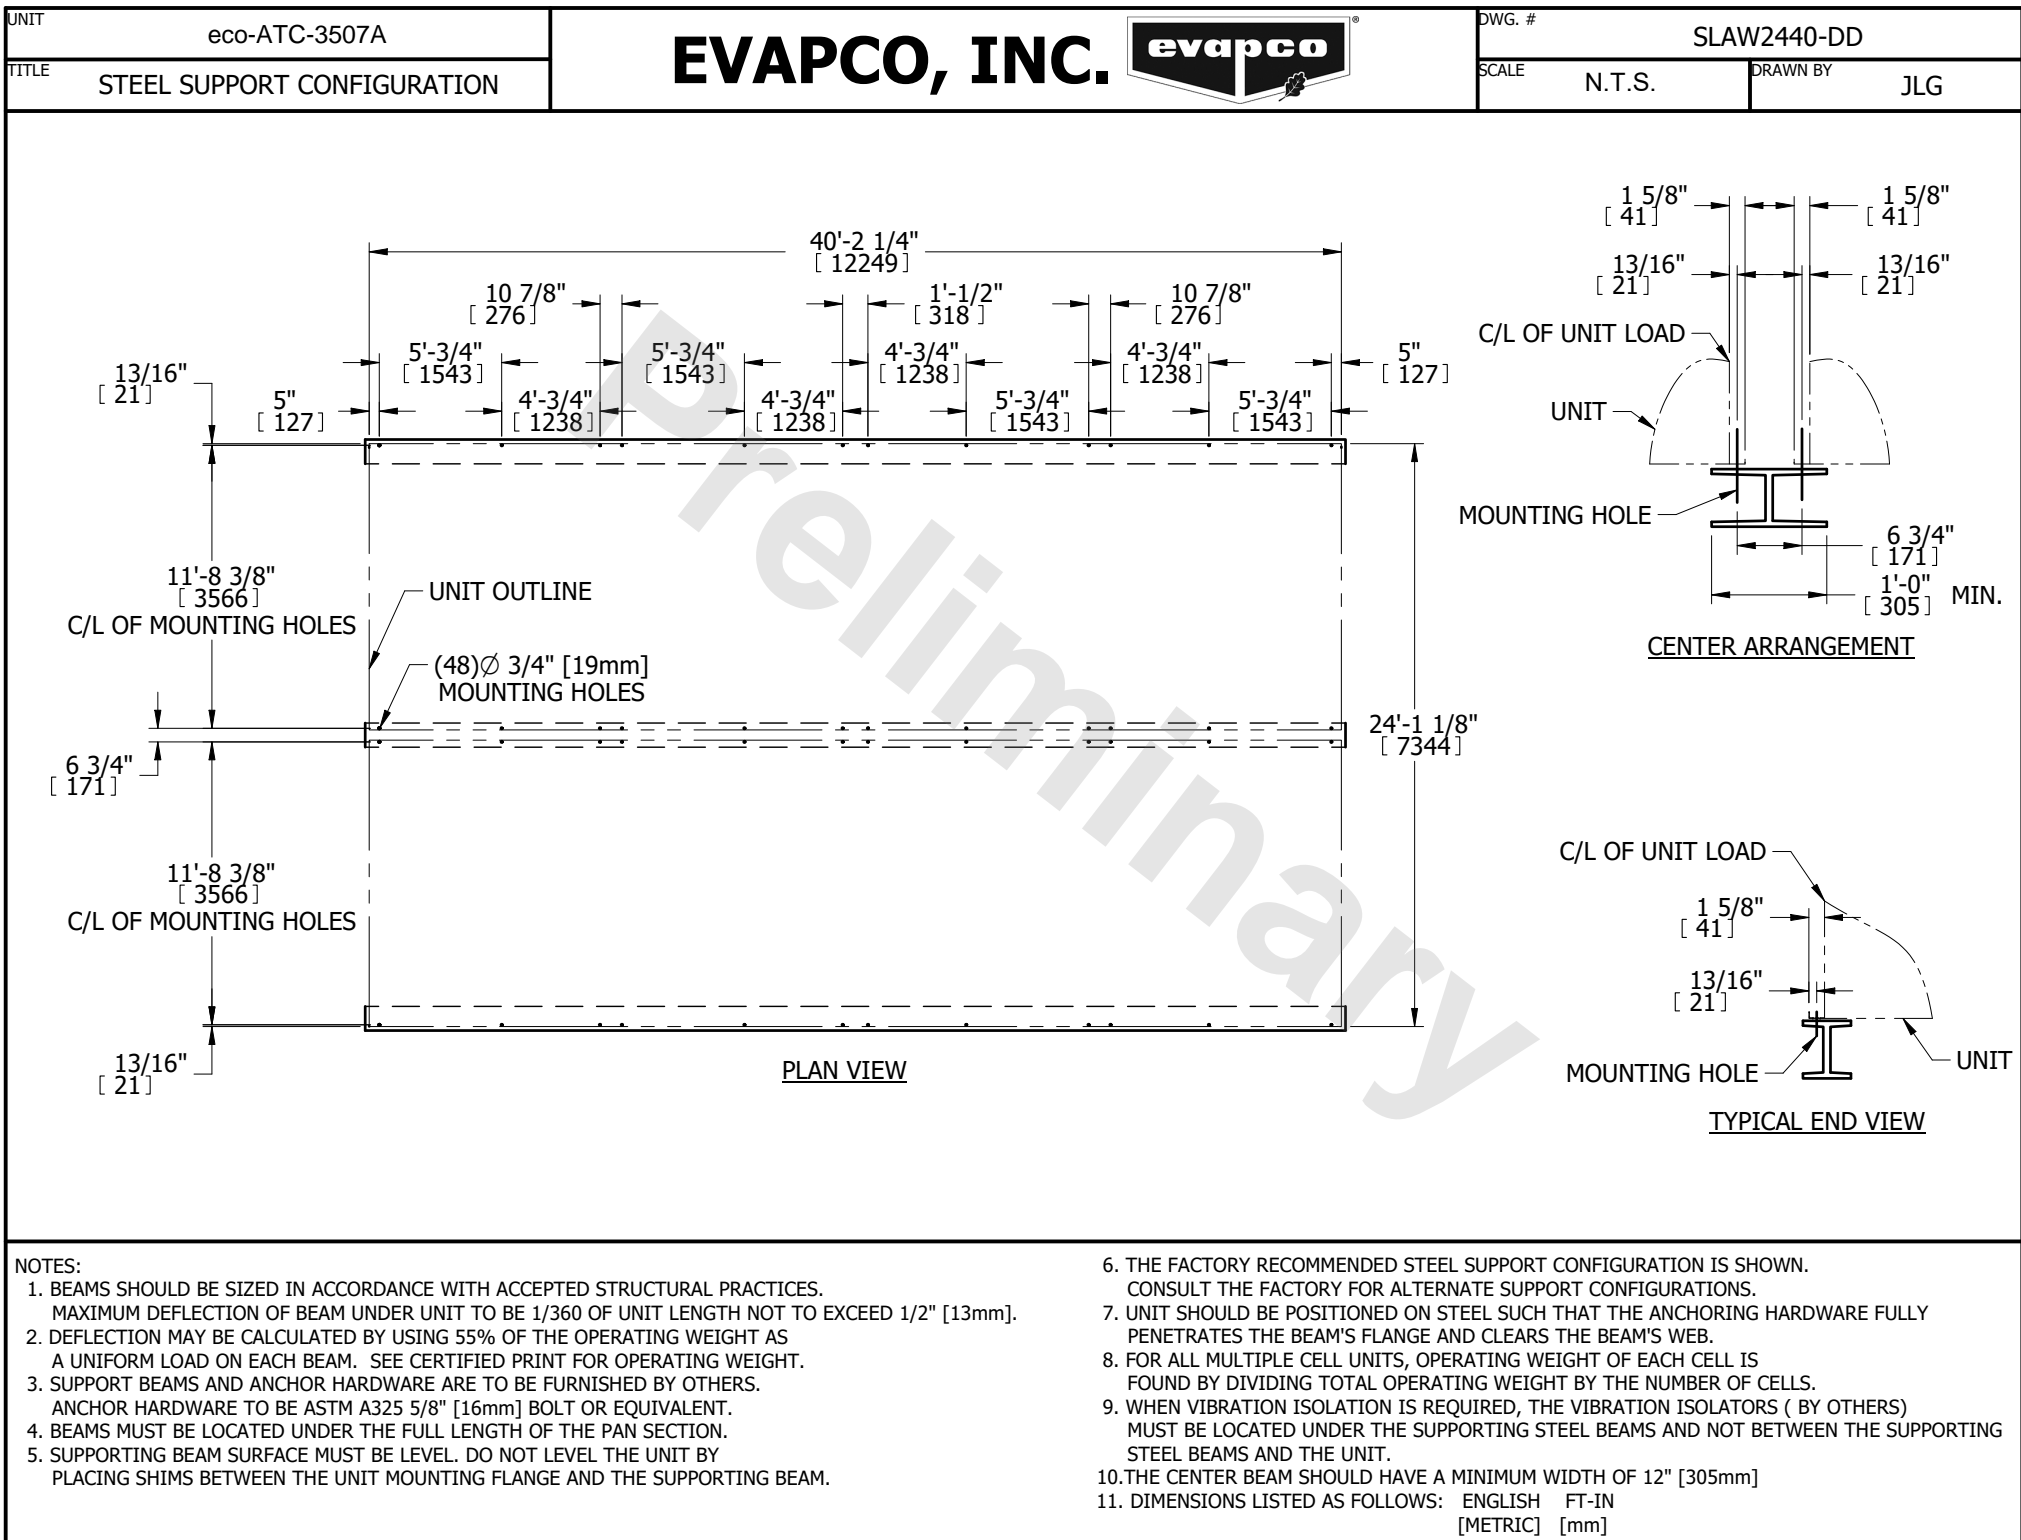 UNIT
eco-ATC-3507A
TITLE
STEEL SUPPORT CONFIGURATION
EVAPCO, INC.
evapco
®
DWG. #
SLAW2440-DD
SCALE
N.T.S.
DRAWN BY
JLG
40'-2 1/4"
[ 12249]
10 7/8"
[ 276]
1'-1/2"
[ 318 ]
10 7/8"
[ 276]
5'-3/4"
[ 1543]
5'-3/4"
[ 1543]
4'-3/4"
[ 1238]
4'-3/4"
[ 1238]
5"
[ 127]
13/16"
[ 21]
5"
[ 127]
4'-3/4"
[ 1238]
4'-3/4"
[ 1238]
5'-3/4"
[ 1543]
5'-3/4"
[ 1543]
11'-8 3/8"
[ 3566]
C/L OF MOUNTING HOLES
UNIT OUTLINE
(48)Ø 3/4" [19mm]
MOUNTING HOLES
6 3/4"
[ 171]
24'-1 1/8"
[ 7344]
11'-8 3/8"
[ 3566]
C/L OF MOUNTING HOLES
13/16"
[ 21]
PLAN VIEW
Preliminary
1 5/8"
[ 41]
1 5/8"
[ 41]
13/16"
[ 21]
13/16"
[ 21]
C/L OF UNIT LOAD
UNIT
MOUNTING HOLE
6 3/4"
[ 171]
1'-0"
[ 305] MIN.
CENTER ARRANGEMENT
C/L OF UNIT LOAD
1 5/8"
[ 41]
13/16"
[ 21]
MOUNTING HOLE
UNIT
TYPICAL END VIEW
NOTES:
1. BEAMS SHOULD BE SIZED IN ACCORDANCE WITH ACCEPTED STRUCTURAL PRACTICES.
MAXIMUM DEFLECTION OF BEAM UNDER UNIT TO BE 1/360 OF UNIT LENGTH NOT TO EXCEED 1/2" [13mm].
2. DEFLECTION MAY BE CALCULATED BY USING 55% OF THE OPERATING WEIGHT AS
A UNIFORM LOAD ON EACH BEAM. SEE CERTIFIED PRINT FOR OPERATING WEIGHT.
3. SUPPORT BEAMS AND ANCHOR HARDWARE ARE TO BE FURNISHED BY OTHERS.
ANCHOR HARDWARE TO BE ASTM A325 5/8" [16mm] BOLT OR EQUIVALENT.
4. BEAMS MUST BE LOCATED UNDER THE FULL LENGTH OF THE PAN SECTION.
5. SUPPORTING BEAM SURFACE MUST BE LEVEL. DO NOT LEVEL THE UNIT BY
PLACING SHIMS BETWEEN THE UNIT MOUNTING FLANGE AND THE SUPPORTING BEAM.
6. THE FACTORY RECOMMENDED STEEL SUPPORT CONFIGURATION IS SHOWN.
CONSULT THE FACTORY FOR ALTERNATE SUPPORT CONFIGURATIONS.
7. UNIT SHOULD BE POSITIONED ON STEEL SUCH THAT THE ANCHORING HARDWARE FULLY
PENETRATES THE BEAM'S FLANGE AND CLEARS THE BEAM'S WEB.
8. FOR ALL MULTIPLE CELL UNITS, OPERATING WEIGHT OF EACH CELL IS
FOUND BY DIVIDING TOTAL OPERATING WEIGHT BY THE NUMBER OF CELLS.
9. WHEN VIBRATION ISOLATION IS REQUIRED, THE VIBRATION ISOLATORS ( BY OTHERS)
MUST BE LOCATED UNDER THE SUPPORTING STEEL BEAMS AND NOT BETWEEN THE SUPPORTING
STEEL BEAMS AND THE UNIT.
10.THE CENTER BEAM SHOULD HAVE A MINIMUM WIDTH OF 12" [305mm]
11. DIMENSIONS LISTED AS FOLLOWS: ENGLISH FT-IN
[METRIC] [mm]